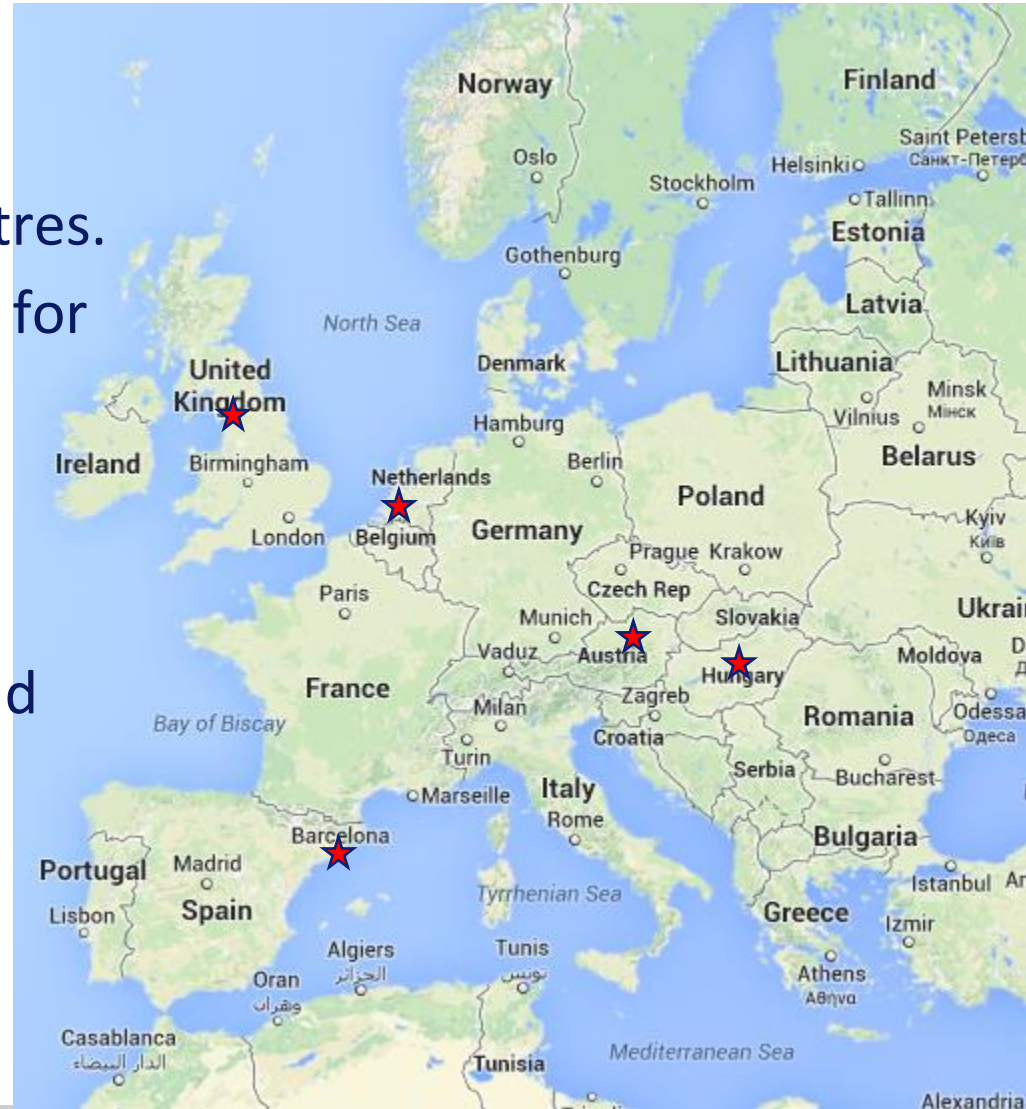 tres.
for
d
Norway
Finland
Oslo
Saint Petersb
Санкт-Петерб
Helsinki
Stockholm
Tallinn
Estonia
Gothenburg
Latvia
North Sea
Denmark
Lithuania
United
Kingdom
Minsk
Мінск
Vilnius
Hamburg
Ireland
Birmingham
Berlin
Belarus
Netherlands
Poland
London
Belgium
Germany
Kyiv
Київ
Prague
Krakow
Paris
Czech Rep
Munich
Slovakia
Ukrai
Vaduz
Austria
Hungary
Moldova
D
France
Milan
Zagreb
Romania
Odessa
Одеса
Bay of Biscay
Turin
Croatia
Serbia
Bucharest
Marseille
Italy
Rome
Barcelona
Bulgaria
Portugal
Madrid
Istanbul
Ar
Tyrrhenian Sea
Lisbon
Spain
Greece
Izmir
Algiers
الجزائر
Tunis
تونس
Oran
وهران
Athens
Αθήνα
Casablanca
الدار البيضاء
Mediterranean Sea
Tunisia
Alexandria